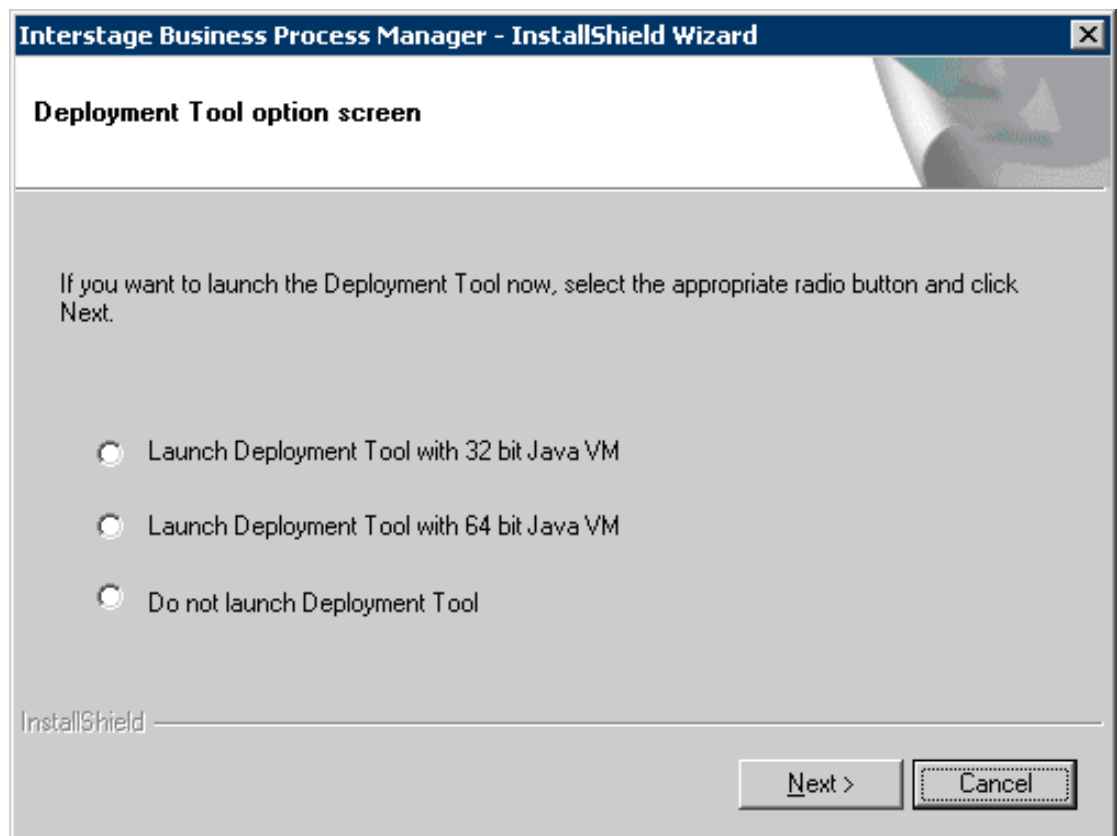 Interstage Business Process Manager - InstallShield Wizard
Deployment Tool option screen
If you want to launch the Deployment Tool now, select the appropriate radio button and click
Next.
Launch Deployment Tool with 32 bit Java VM
Launch Deployment Tool with 64 bit Java VM
Do not launch Deployment Tool
InstallShield
Next >
Cancel